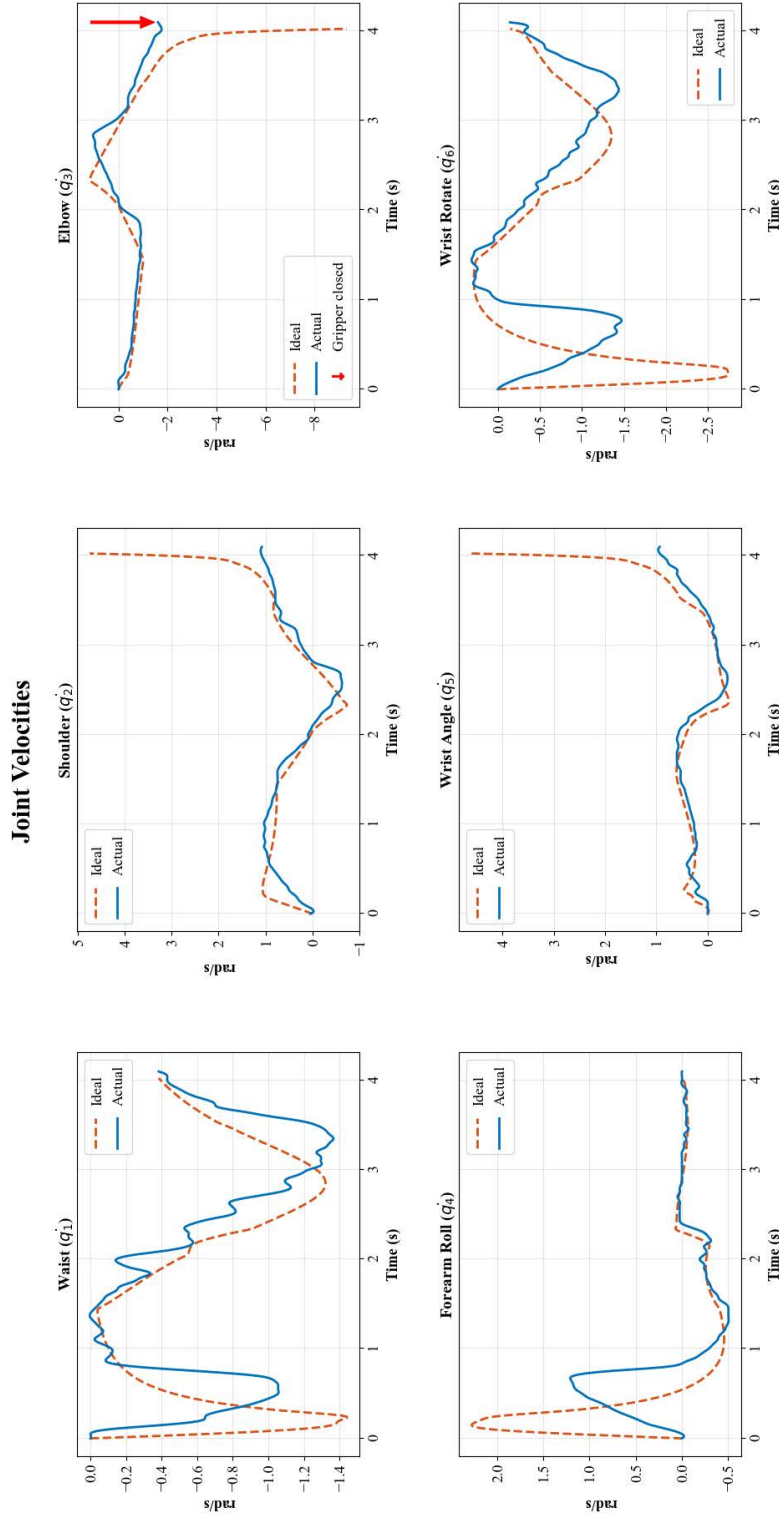 Joint Velocities
Waist (q̇1)
rad/s
0.0
−0.2
−0.4
−0.6
−0.8
−1.0
−1.2
−1.4
Ideal
Actual
0 1 2 3 4
Time (s)
Shoulder (q̇2)
rad/s
5
4
3
2
1
0
−1
Ideal
Actual
0 1 2 3 4
Time (s)
Elbow (q̇3)
rad/s
0
−2
−4
−6
−8
Ideal
Actual
Gripper closed
0 1 2 3 4
Time (s)
Forearm Roll (q̇4)
rad/s
2.0
1.5
1.0
0.5
0.0
−0.5
Ideal
Actual
0 1 2 3 4
Time (s)
Wrist Angle (q̇5)
rad/s
4
3
2
1
0
Ideal
Actual
0 1 2 3 4
Time (s)
Wrist Rotate (q̇6)
rad/s
0.0
−0.5
−1.0
−1.5
−2.0
−2.5
Ideal
Actual
0 1 2 3 4
Time (s)